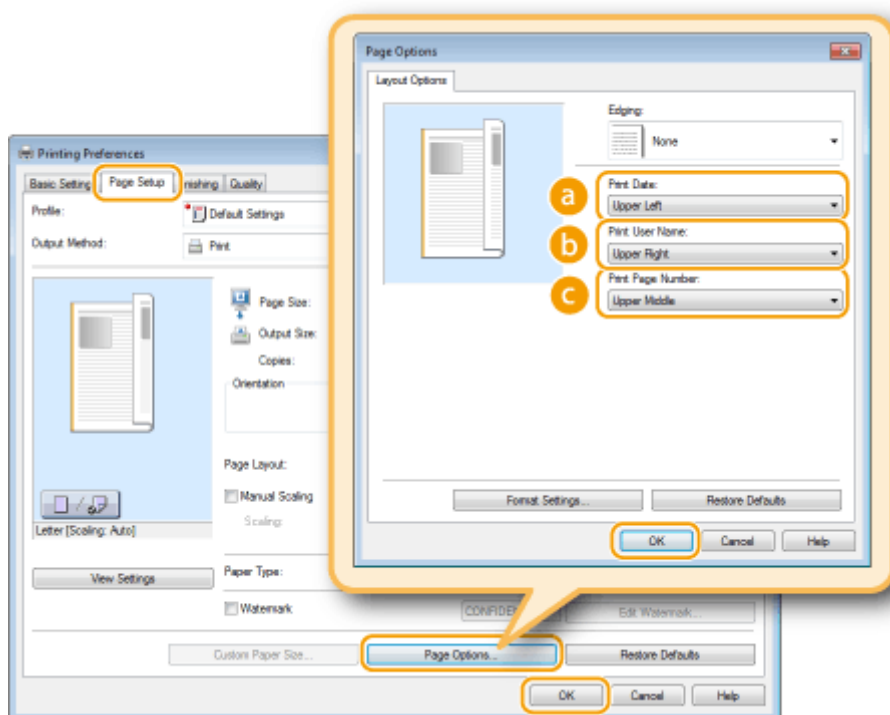 Page Options
Layout Options
Edging:
None
a
Print Date:
Upper Left
b
Print User Name:
Upper Right
c
Print Page Number:
Upper Middle
Format Settings...
Restore Defaults
OK
Cancel
Help
Printing Preferences
Basic Setting
Page Setup
nishing
Quality
Profile:
Default Settings
Output Method:
Print
Page Size:
Output Size:
Copies:
Orientation
Page Layout:
Manual Scaling
Scaling:
Letter [Scaling: Auto]
View Settings
Paper Type:
Watermark
CONFIDE
Edit Watermark...
Custom Paper Size...
Page Options...
Restore Defaults
OK
Cancel
Help